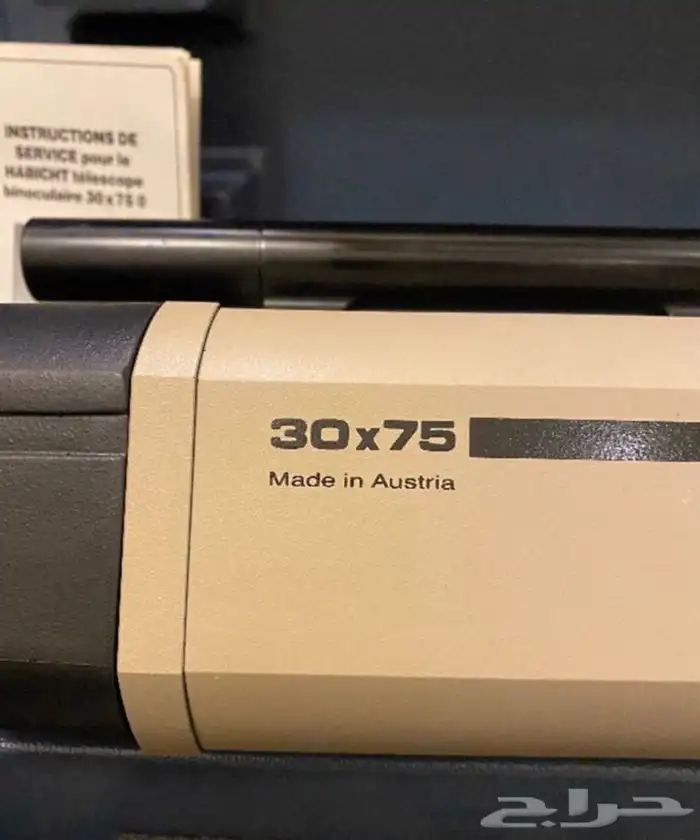 INSTRUCTIONS DE
SERVICE pour le
HABICHT télescope
binoculaire 30 x 75
30x75
Made in Austria
حراج